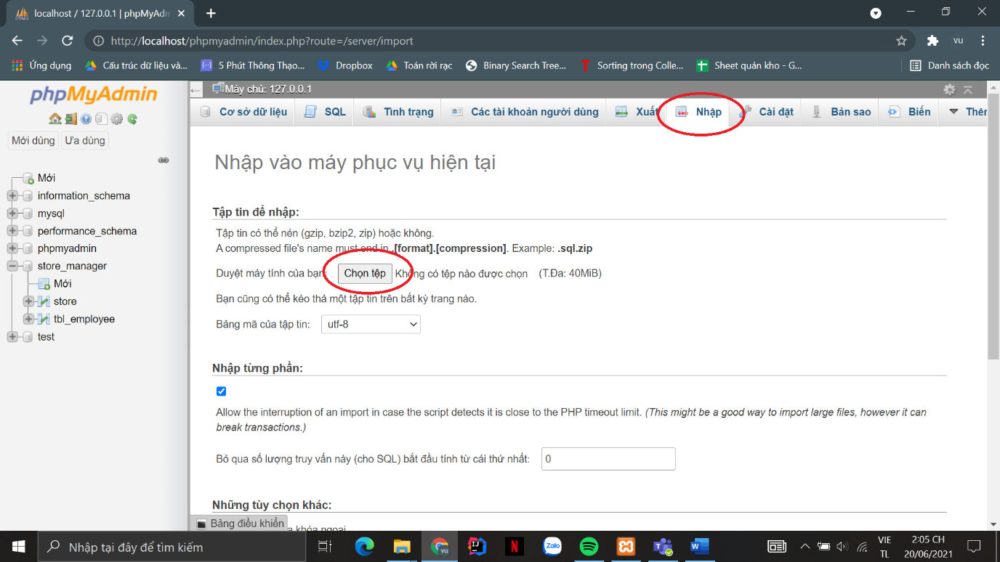 localhost / 127.0.0.1 | phpMyAdm
http://localhost/phpmyadmin/index.php?route=/server/import
vu
Ứng dụng
Cấu trúc dữ liệu và...
5 Phút Thông Thạo...
Dropbox
Toán rời rạc
Binary Search Tree...
Sorting trong Colle...
Sheet quản kho - G...
Danh sách đọc
phpMyAdmin
Mới dùng
Ưa dùng
Mới
information_schema
mysql
performance_schema
phpmyadmin
store_manager
Mới
store
tbl_employee
test
Máy chủ: 127.0.0.1
Cơ sở dữ liệu
SQL
Tình trạng
Các tài khoản người dùng
Xuất
Nhập
Cài đặt
Bản sao
Biến
Thêm
Nhập vào máy phục vụ hiện tại
Tập tin để nhập:
Tập tin có thể nén (gzip, bzip2, zip) hoặc không.
A compressed file's name must end in .[format].[compression]. Example: .sql.zip
Duyệt máy tính của bạn: Chọn tệp Không có tệp nào được chọn (T.Đa: 40MiB)
Bạn cũng có thể kéo thả một tập tin trên bất kỳ trang nào.
Bảng mã của tập tin: utf-8
Nhập từng phần:
Allow the interruption of an import in case the script detects it is close to the PHP timeout limit. (This might be a good way to import large files, however it can
break transactions.)
Bỏ qua số lượng truy vấn này (cho SQL) bắt đầu tính từ cái thứ nhất: 0
Những tùy chọn khác:
Bảng điều khiển
khóa ngoại
Nhập tại đây để tìm kiếm
vu
Zalo
VIE
TL
2:05 CH
20/06/2021